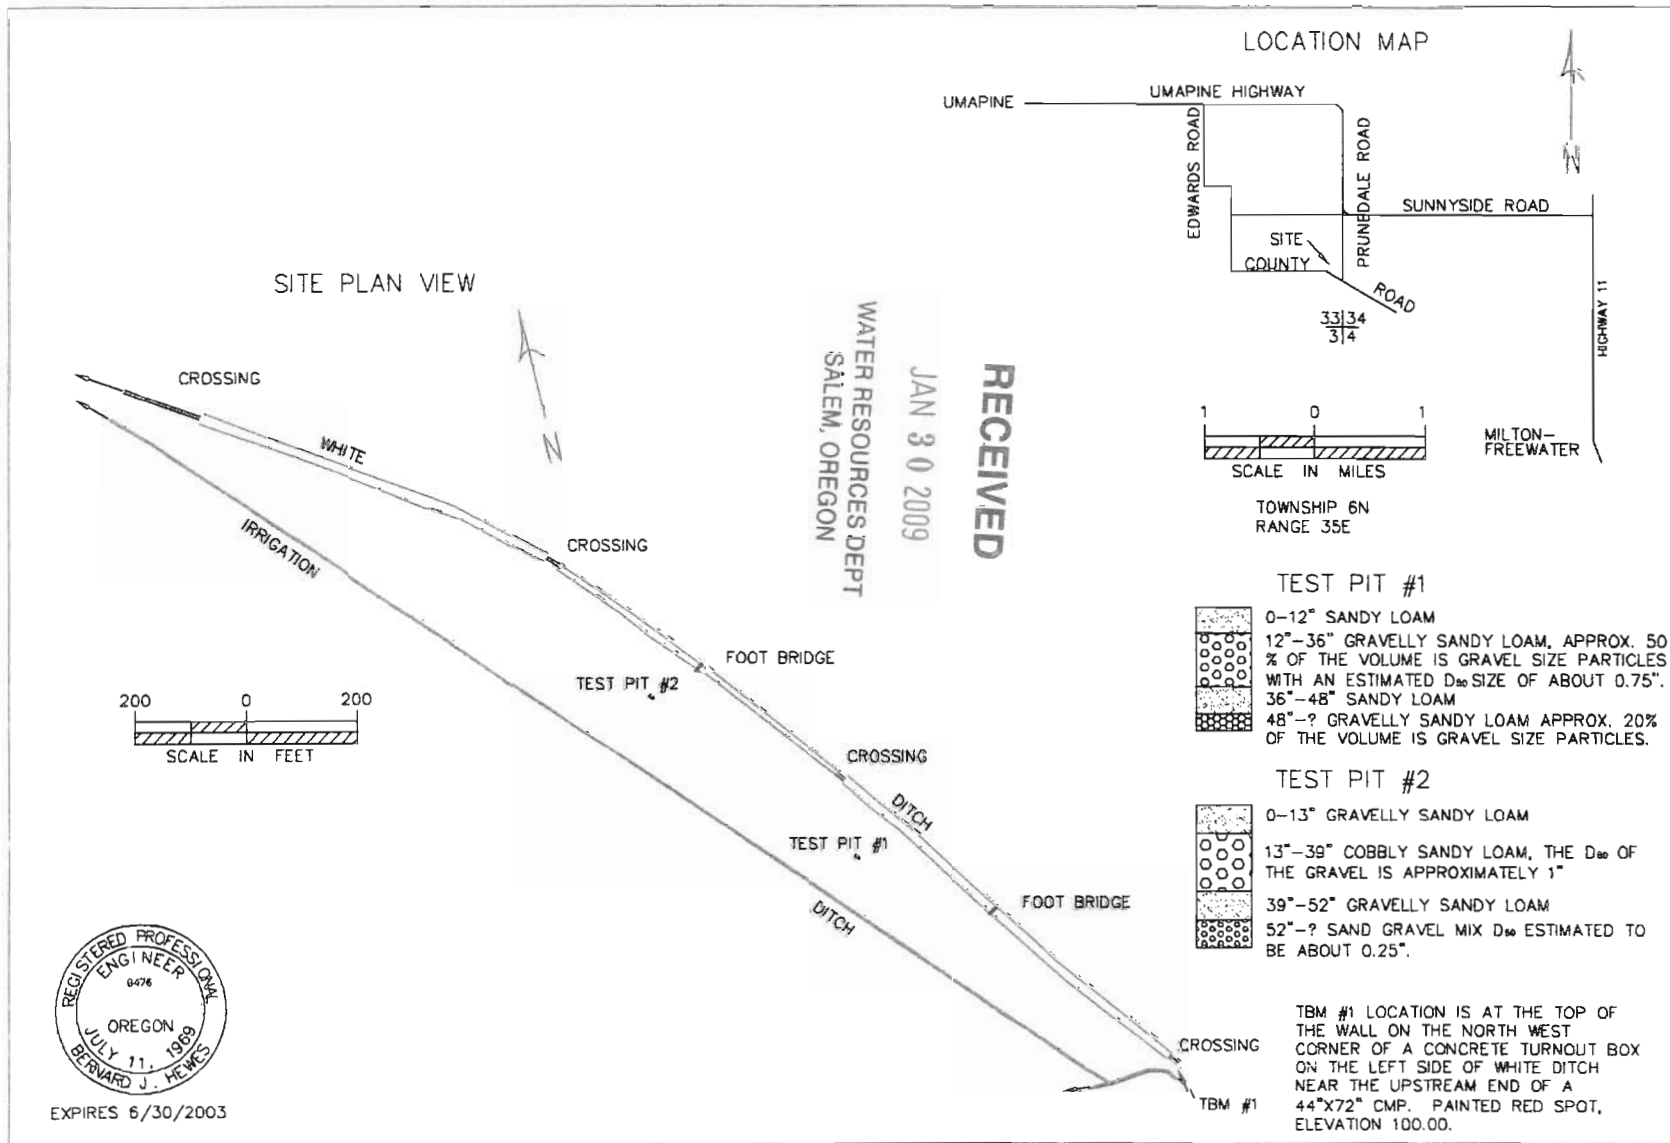 LOCATION MAP
UMAPINE
UMAPINE HIGHWAY
EDWARDS ROAD
PRUNEDALE ROAD
SUNNYSIDE ROAD
SITE
COUNTY
ROAD
HIGHWAY 11
33|34
3|4
N
1 0 1
SCALE IN MILES
MILTON-
FREEWATER
TOWNSHIP 6N
RANGE 35E
SITE PLAN VIEW
N
CROSSING
WHITE
IRRIGATION
CROSSING
FOOT BRIDGE
TEST PIT #2
200 0 200
SCALE IN FEET
CROSSING
DITCH
TEST PIT #1
DITCH
FOOT BRIDGE
CROSSING
TBM #1
RECEIVED
JAN 30 2009
WATER RESOURCES DEPT
SALEM, OREGON
TEST PIT #1
0-12" SANDY LOAM
12"-36" GRAVELLY SANDY LOAM, APPROX. 50
% OF THE VOLUME IS GRAVEL SIZE PARTICLES
WITH AN ESTIMATED SIZE OF ABOUT 0.75".
36"-48" SANDY LOAM
48"-? GRAVELLY SANDY LOAM APPROX. 20%
OF THE VOLUME IS GRAVEL SIZE PARTICLES.
TEST PIT #2
0-13" GRAVELLY SANDY LOAM
13"-39" COBBLY SANDY LOAM, THE OF
THE GRAVEL IS APPROXIMATELY 1"
39"-52" GRAVELLY SANDY LOAM
52"-? SAND GRAVEL MIX ESTIMATED TO
BE ABOUT 0.25".
TBM #1 LOCATION IS AT THE TOP OF
THE WALL ON THE NORTH WEST
CORNER OF A CONCRETE TURNOUT BOX
ON THE LEFT SIDE OF WHITE DITCH
NEAR THE UPSTREAM END OF A
44"X72" CMP. PAINTED RED SPOT,
ELEVATION 100.00.
REGISTERED PROFESSIONAL
ENGINEER
OREGON
JULY 11, 1969
BERNARD J. HEWES
EXPIRES 6/30/2003